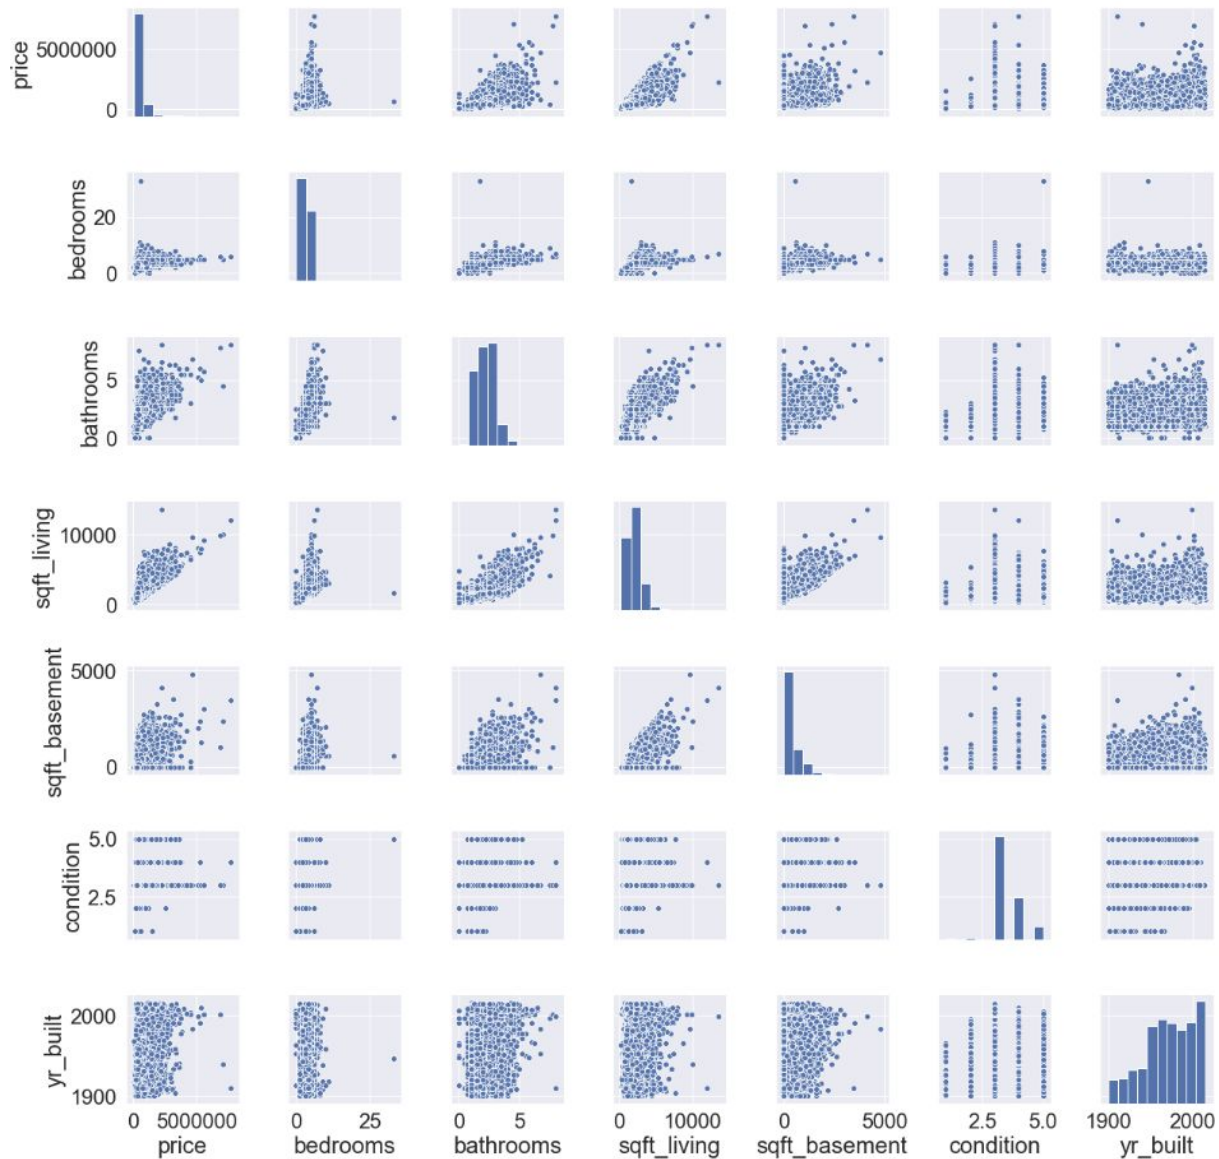 price
5000000
0
bedrooms
20
0
bathrooms
5
0
sqft_living
10000
0
sqft_basement
5000
0
condition
5.0
2.5
yr_built
2000
1900
0 5000000 0 25 0 5 0 10000 0 5000 2.5 5.0 1900 2000
price bedrooms bathrooms sqft_living sqft_basement condition yr_built